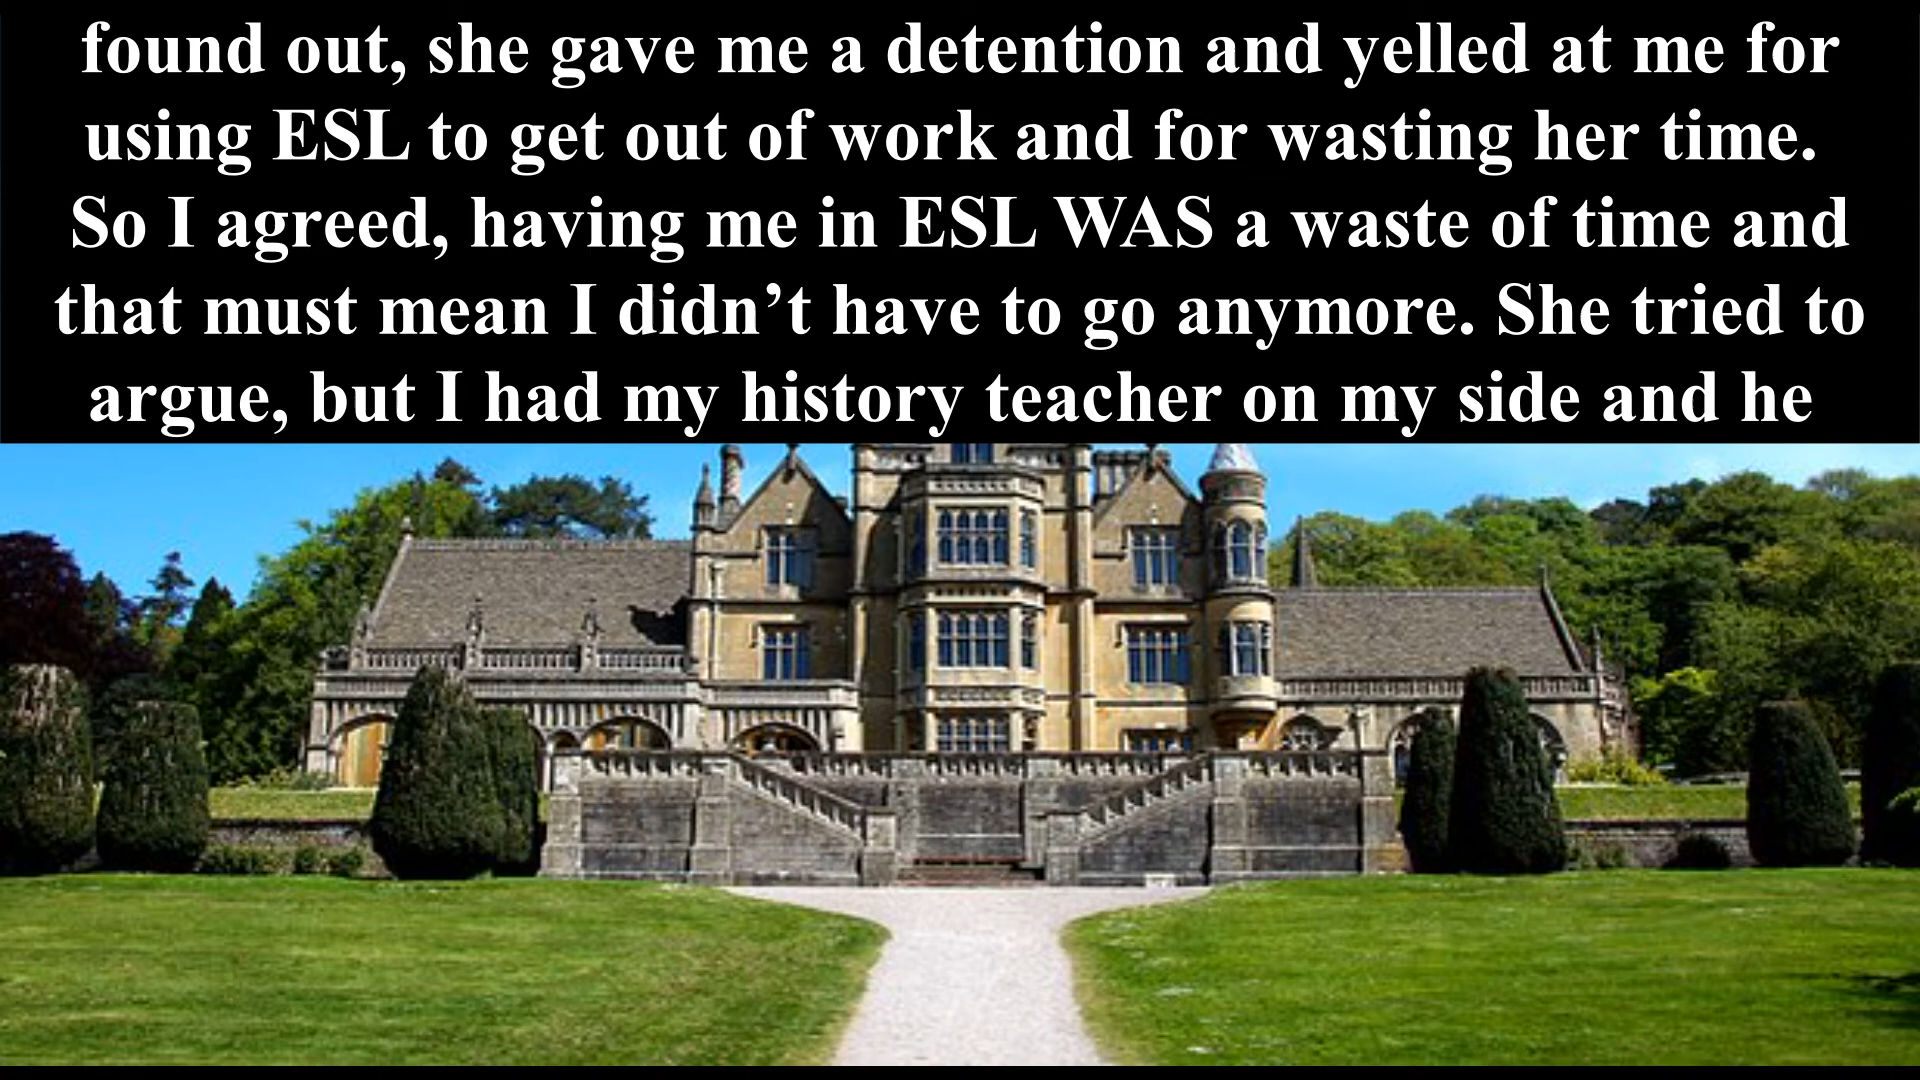 found out, she gave me a detention and yelled at me for
using ESL to get out of work and for wasting her time.
So I agreed, having me in ESL WAS a waste of time and
that must mean I didn’t have to go anymore. She tried to
argue, but I had my history teacher on my side and he